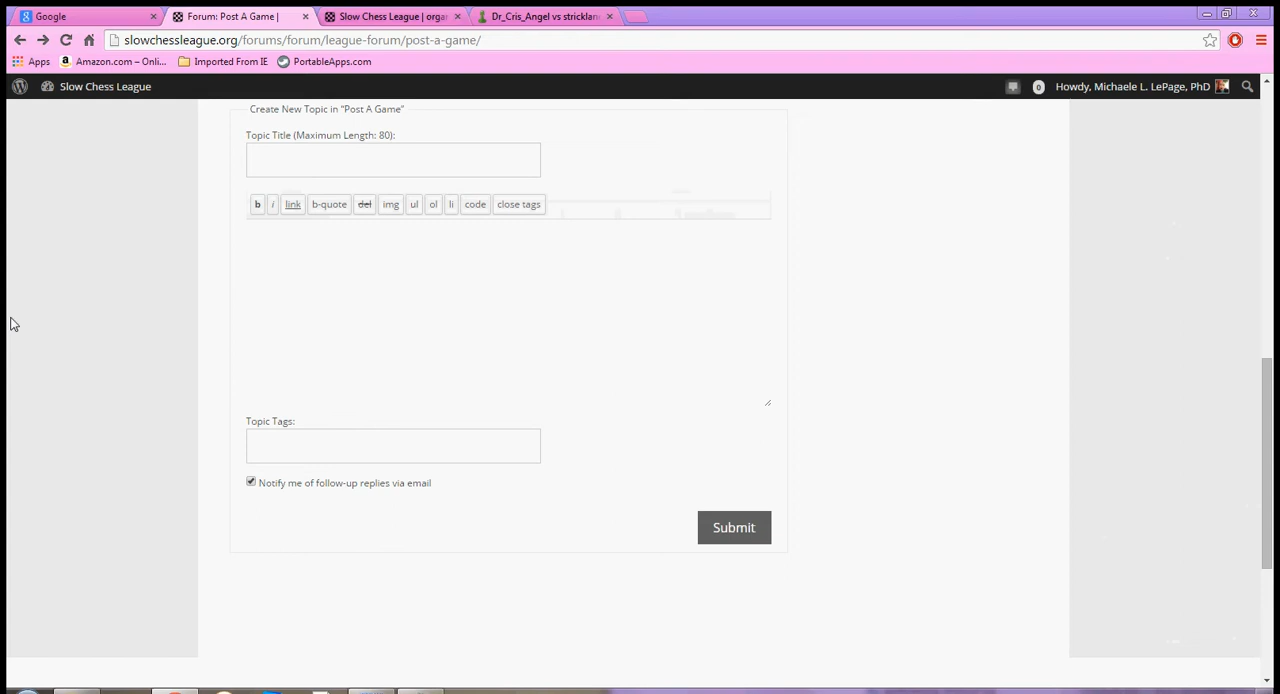 Google
Forum: Post A Game |
Slow Chess League | orga
Dr_Cris_Angel vs stricklan
slowchessleague.org/forums/forum/league-forum/post-a-game/
Apps
Amazon.com – Onli...
Imported From IE
PortableApps.com
Slow Chess League
0
Howdy, Michaele L. LePage, PhD
Create New Topic in "Post A Game"
Topic Title (Maximum Length: 80):
b
i
link
b-quote
del
img
ul
ol
li
code
close tags
Topic Tags:
Notify me of follow-up replies via email
Submit